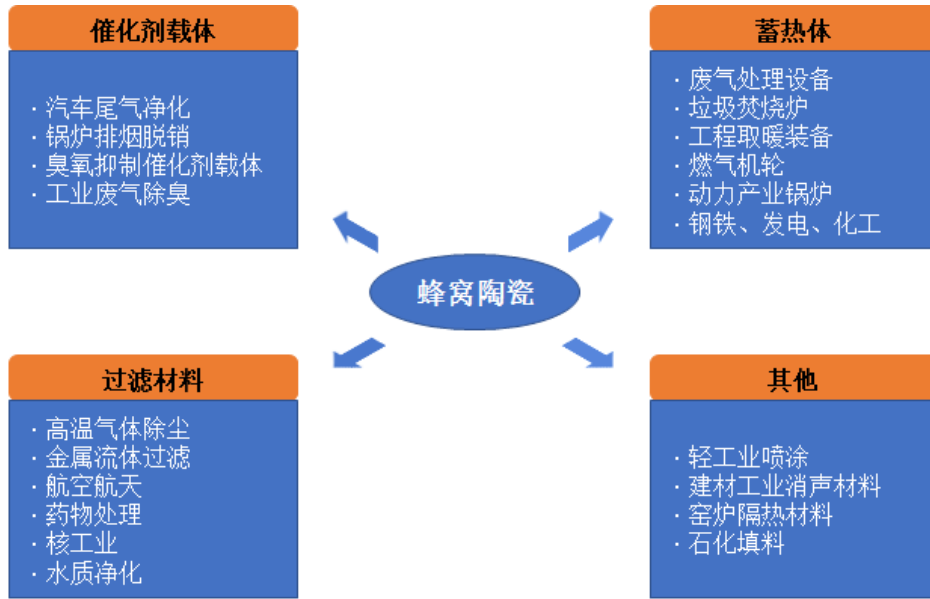 催化剂载体
·汽车尾气净化
·锅炉排烟脱销
·臭氧抑制催化剂载体
·工业废气除臭
蓄热体
·废气处理设备
·垃圾焚烧炉
·工程取暖装备
·燃气机轮
·动力产业锅炉
·钢铁、发电、化工
蜂窝陶瓷
过滤材料
·高温气体除尘
·金属流体过滤
·航空航天
·药物处理
·核工业
·水质净化
其他
·轻工业喷涂
·建材工业消声材料
·窑炉隔热材料
·石化填料